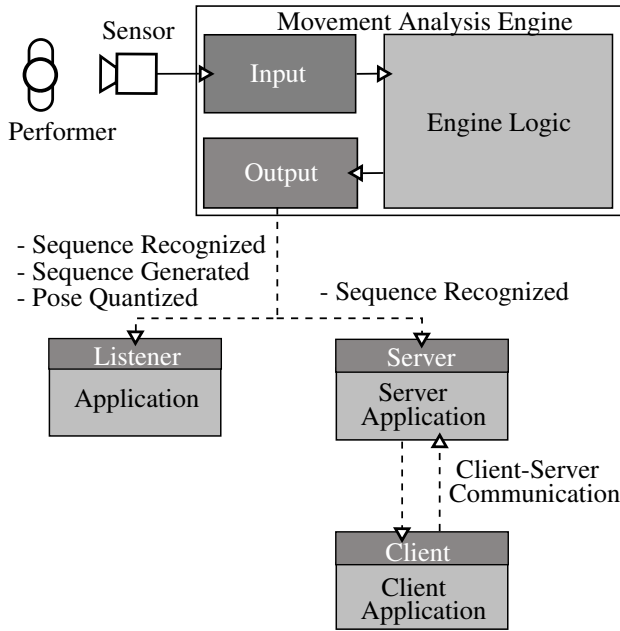 Sensor
Movement Analysis Engine
Input
Engine Logic
Performer
Output
- Sequence Recognized
- Sequence Generated
- Pose Quantized
- Sequence Recognized
Listener
Application
Server
Server
Application
Client-Server
Communication
Client
Client
Application